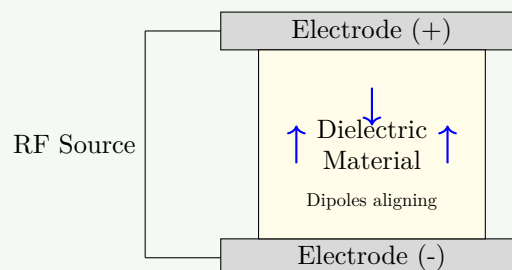 Electrode (+)
RF Source
Dielectric
Material
Dipoles aligning
Electrode (-)